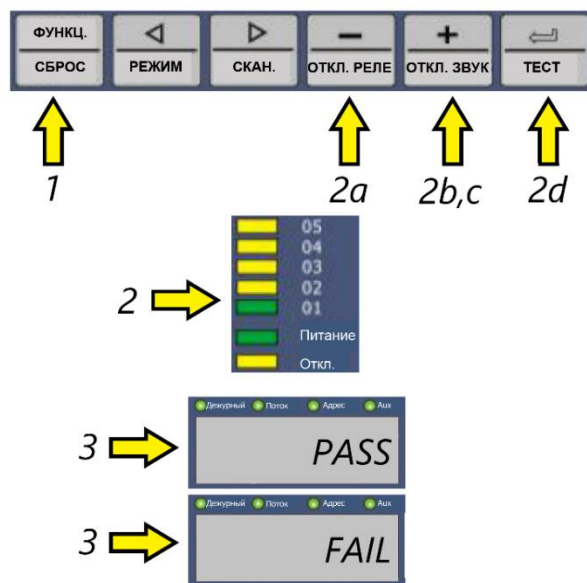 ФУНКЦ.
СБРОС РЕЖИМ СКАН. ОТКЛ. РЕЛЕ ОТКЛ. ЗВУК ТЕСТ
1 2a 2b,c 2d
05
04
03
02
2 01
Питание
Откл.
Дежурный Поток Адрес Aux
3 PASS
Дежурный Поток Адрес Aux
3 FAIL